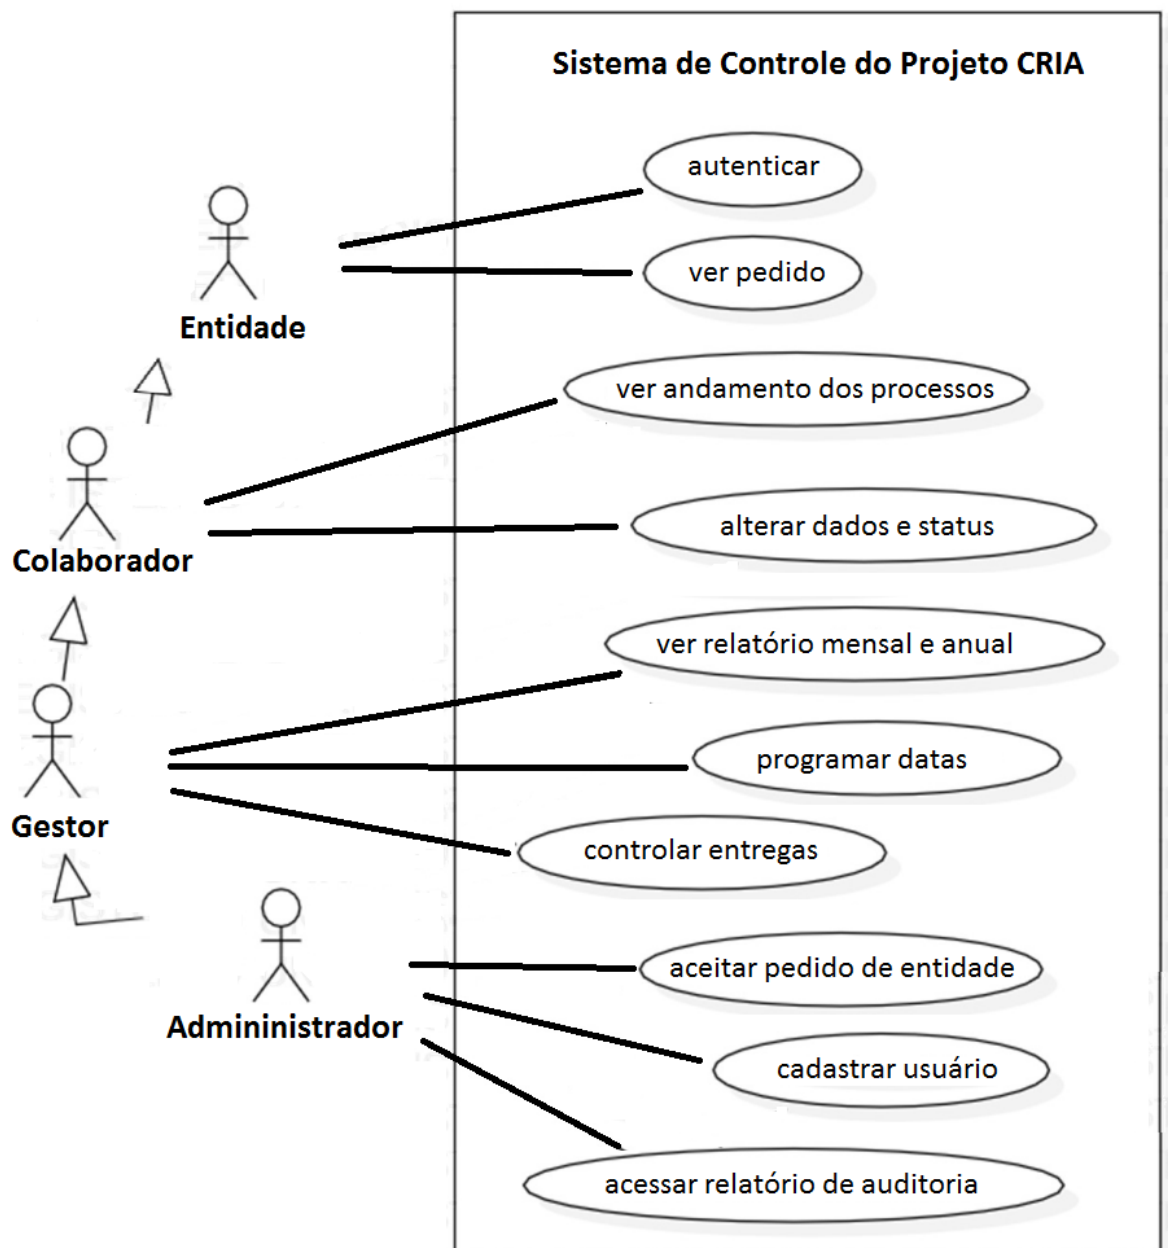 Sistema de Controle do Projeto CRIA
autenticar
ver pedido
Entidade
ver andamento dos processos
alterar dados e status
Colaborador
ver relatório mensal e anual
programar datas
Gestor
controlar entregas
aceitar pedido de entidade
Admininistrador
cadastrar usuário
acessar relatório de auditoria